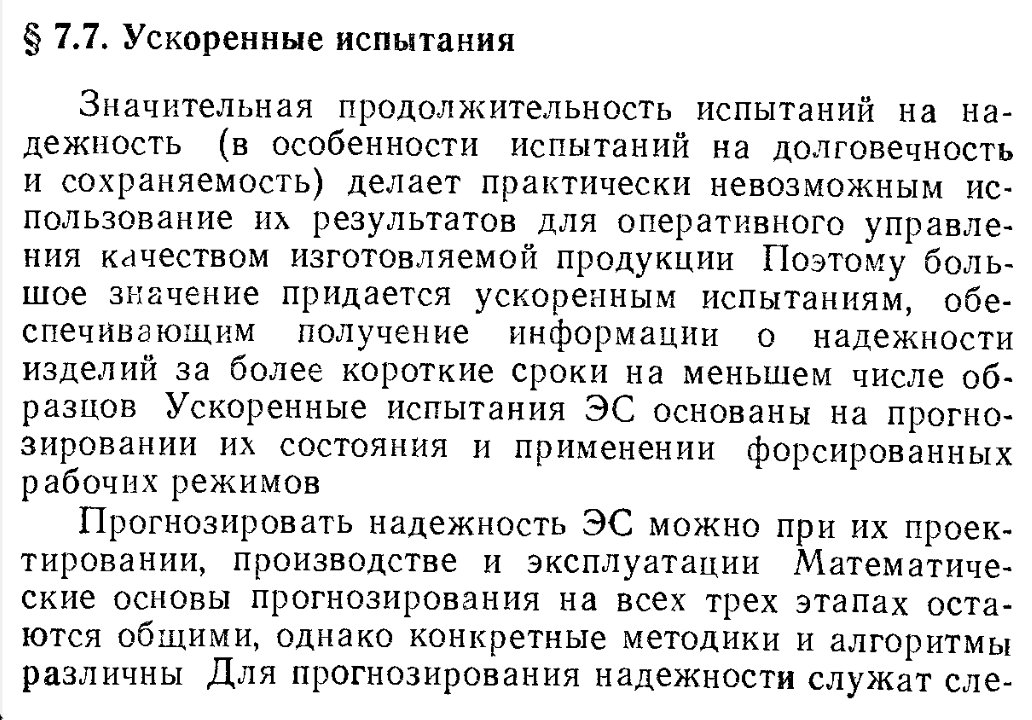 § 7.7. Ускоренные испытания
Значительная продолжительность испытаний на на-
дежность (в особенности испытаний на долговечность
и сохраняемость) делает практически невозможным ис-
пользование их результатов для оперативного управле-
ния качеством изготовляемой продукции Поэтому боль-
шое значение придается ускоренным испытаниям, обе-
спечивающим получение информации о надежности
изделий за более короткие сроки на меньшем числе об-
разцов Ускоренные испытания ЭС основаны на прогно-
зировании их состояния и применении форсированных
рабочих режимов
Прогнозировать надежность ЭС можно при их проек-
тировании, производстве и эксплуатации Математиче-
ские основы прогнозирования на всех трех этапах оста-
ются общими, однако конкретные методики и алгоритмы
различны Для прогнозирования надежности служат сле-